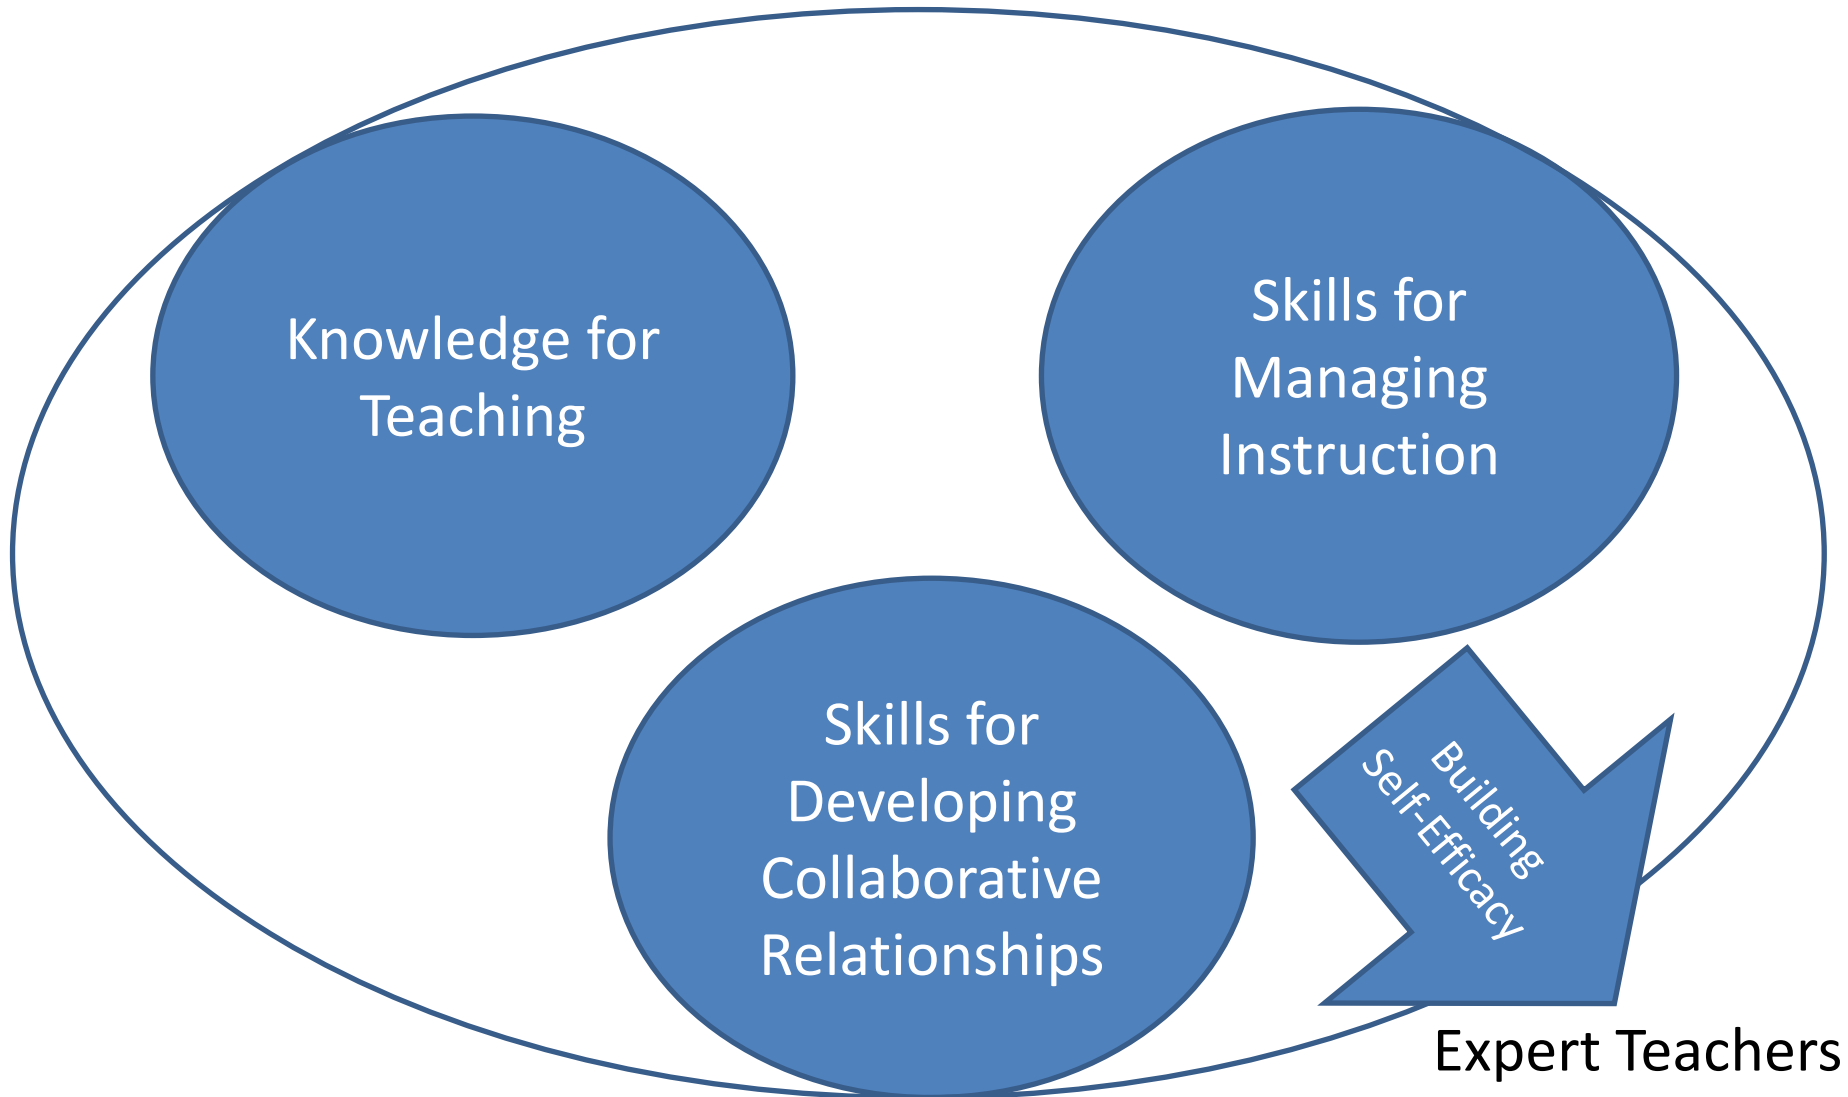 Knowledge for
Teaching
Skills for
Managing
Instruction
Skills for
Developing
Collaborative
Relationships
Building
Self-Efficacy
Expert Teachers